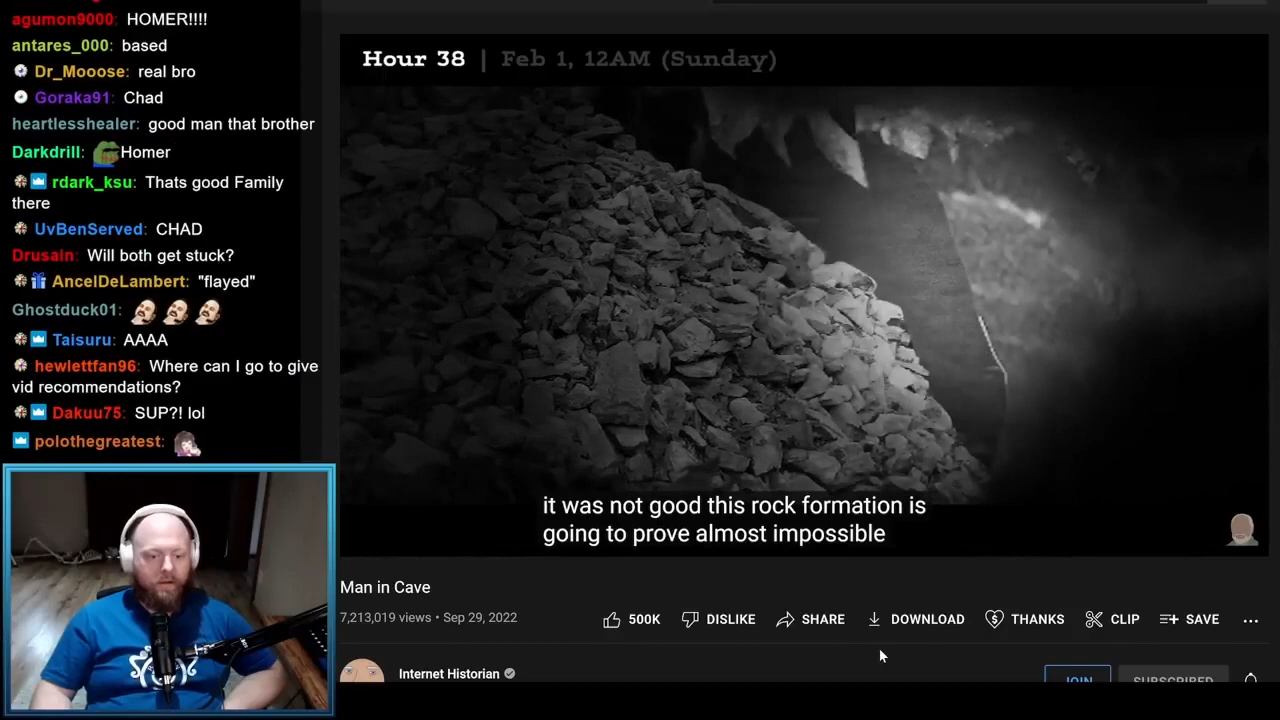 agumon9000: HOMER!!!!
antares_000: based
Dr_Mooose: real bro
Goraka91: Chad
heartlesshealer: good man that brother
Darkdrill: Homer
rdark_ksu: Thats good Family
there
UvBenServed: CHAD
Drusain: Will both get stuck?
AncelDeLambert: "flayed"
Ghostduck01:
Taisuru: AAAA
hewlettfan96: Where can I go to give
vid recommendations?
Dakuu75: SUP?! lol
polothegreatest:
Hour 38 | Feb 1, 12AM (Sunday)
it was not good this rock formation is
going to prove almost impossible
Man in Cave
7,213,019 views • Sep 29, 2022
500K DISLIKE SHARE DOWNLOAD THANKS CLIP SAVE ...
Internet Historian
JOIN SUBSCRIBED